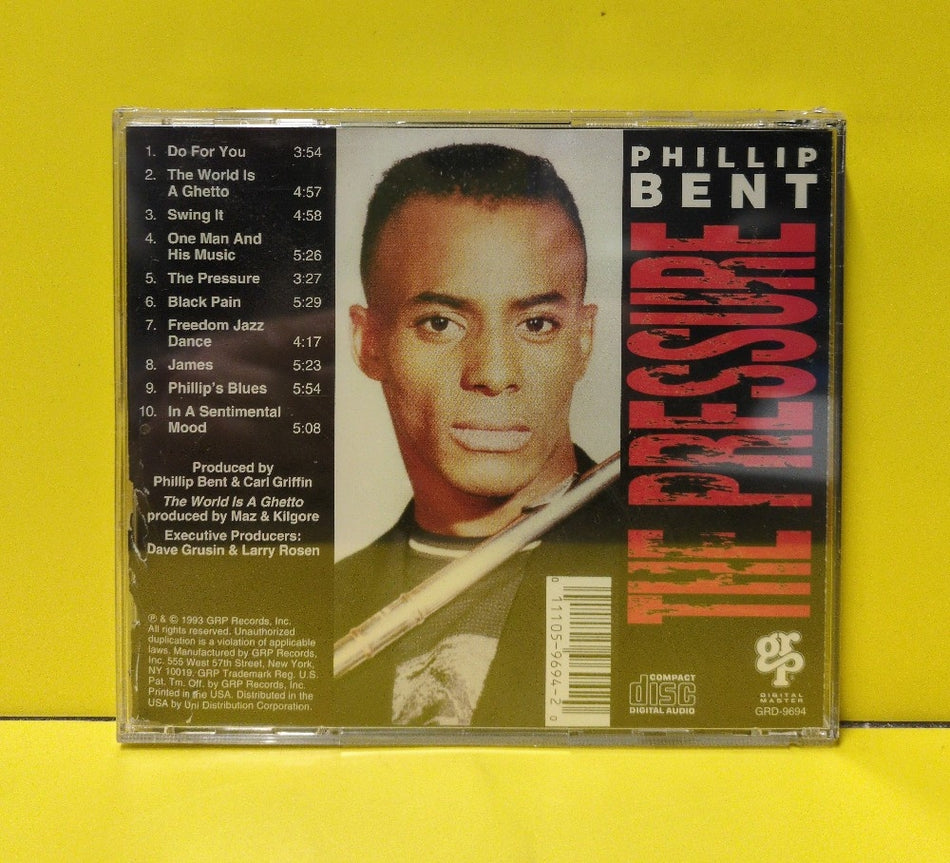 1. Do For You 3:54
2. The World Is
A Ghetto 4:57
3. Swing It 4:58
4. One Man And
His Music 5:26
5. The Pressure 3:27
6. Black Pain 5:29
7. Freedom Jazz
Dance 4:17
8. James 5:23
9. Phillip's Blues 5:54
10. In A Sentimental
Mood 5:08
Produced by
Phillip Bent & Carl Griffin
The World Is A Ghetto
produced by Maz & Kilgore
Executive Producers:
Dave Grusin & Larry Rosen
℗ & © 1993 GRP Records, Inc.
All rights reserved. Unauthorized
duplication is a violation of applicable
laws. Manufactured by GRP Records,
Inc. 555 West 57th Street, New York,
NY 10019. GRP Trademark Reg. U.S.
Pat. Tm. Off. by GRP Records, Inc.
Printed in the USA. Distributed in the
USA by Uni Distribution Corporation.
PHILLIP
BENT
THE PRESSURE
0 11105-9694-2 0
COMPACT
disc
DIGITAL AUDIO
grp
DIGITAL
MASTER
GRD-9694